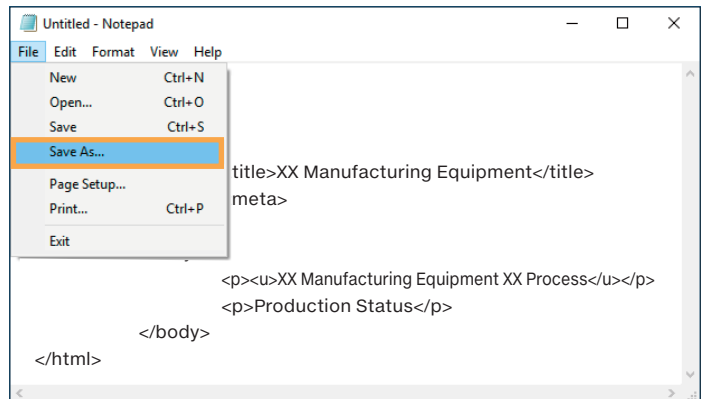 Untitled - Notepad
File Edit Format View Help
New Ctrl+N
Open... Ctrl+O
Save Ctrl+S
Save As...
Page Setup...
Print... Ctrl+P
Exit
title>XX Manufacturing Equipment</title>
meta>
<p><u>XX Manufacturing Equipment XX Process</u></p>
<p>Production Status</p>
</body>
</html>